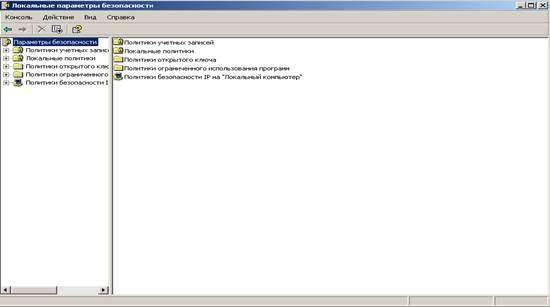 Локальные параметры безопасности
Консоль Действие Вид Справка
Параметры безопасности
Политики учетных записе
Локальные политики
Политики открытого клю
Политики ограниченного
Политики безопасности I
Политики учетных записей
Локальные политики
Политики открытого ключа
Политики ограниченного использования программ
Политики безопасности IP на "Локальный компьютер"